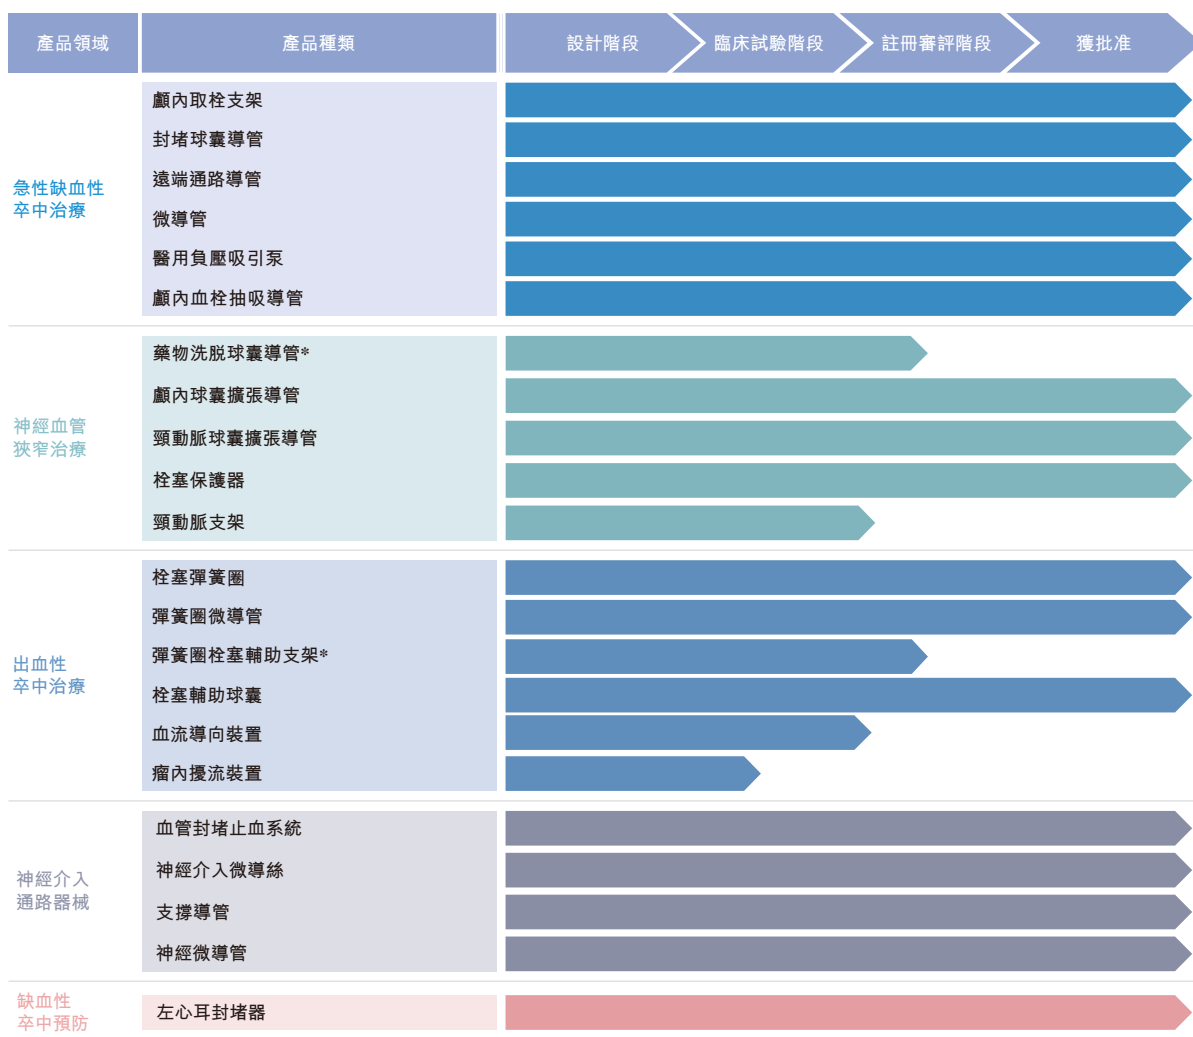 產品領域
產品種類
設計階段
臨床試驗階段
註冊審評階段
獲批准
急性缺血性
卒中治療
顱內取栓支架
封堵球囊導管
遠端通路導管
微導管
醫用負壓吸引泵
顱內血栓抽吸導管
神經血管
狹窄治療
藥物洗脱球囊導管*
顱內球囊擴張導管
頸動脈球囊擴張導管
栓塞保護器
頸動脈支架
出血性
卒中治療
栓塞彈簧圈
彈簧圈微導管
彈簧圈栓塞輔助支架*
栓塞輔助球囊
血流導向裝置
瘤內擾流裝置
神經介入
通路器械
血管封堵止血系統
神經介入微導絲
支撐導管
神經微導管
缺血性
卒中預防
左心耳封堵器